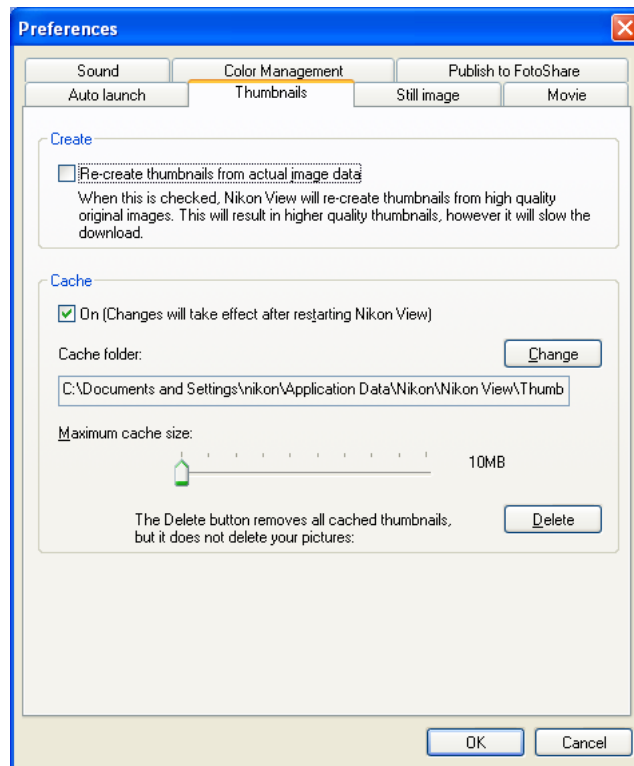 Preferences
Sound Color Management Publish to FotoShare
Auto launch Thumbnails Still image Movie
Create
Re-create thumbnails from actual image data
When this is checked, Nikon View will re-create thumbnails from high quality
original images. This will result in higher quality thumbnails, however it will slow the
download.
Cache
On (Changes will take effect after restarting Nikon View)
Cache folder:
Change
C:\Documents and Settings\nikon\Application Data\Nikon\Nikon View\Thumb
Maximum cache size:
10MB
The Delete button removes all cached thumbnails,
but it does not delete your pictures:
Delete
OK Cancel